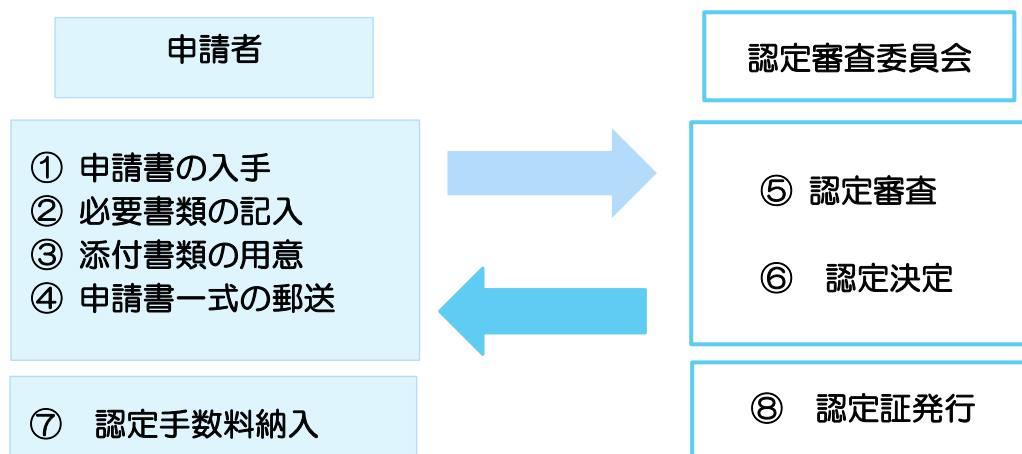 申請者
① 申請書の入手
② 必要書類の記入
③ 添付書類の用意
④ 申請書一式の郵送
⑦ 認定手数料納入
認定審査委員会
⑤ 認定審査
⑥ 認定決定
⑧ 認定証発行